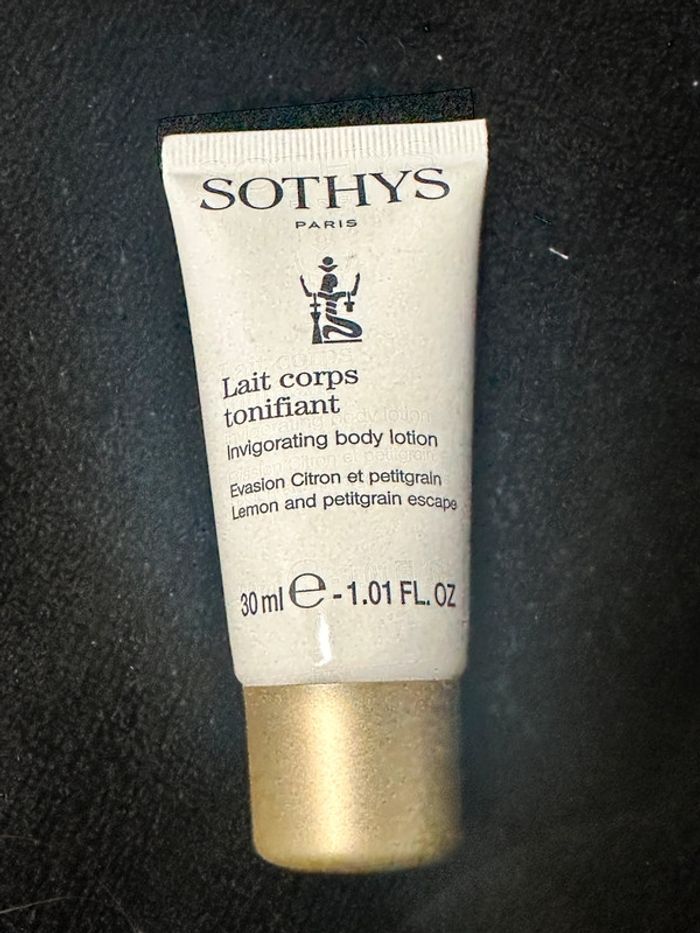 SOTHYS
PARIS
Lait corps
tonifiant
Invigorating body lotion
Evasion Citron et petitgrain
Lemon and petitgrain escape
30 ml e - 1.01 FL. OZ